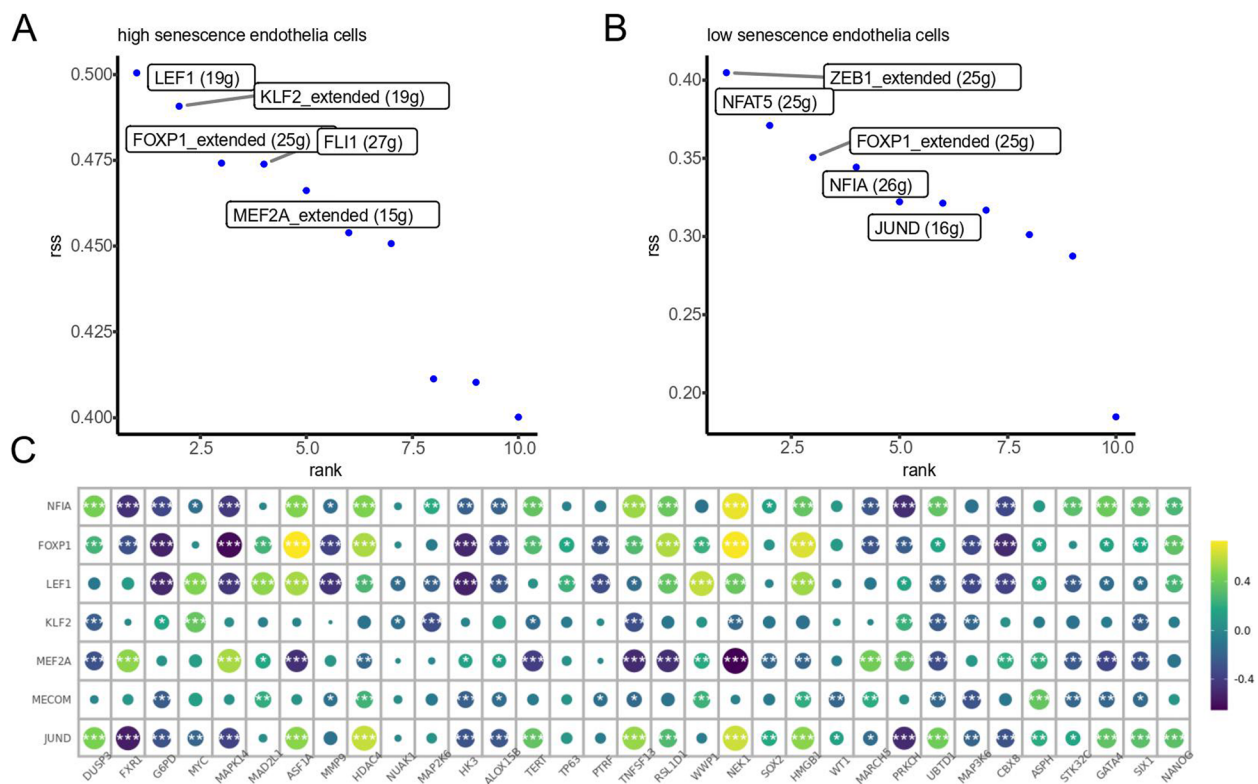 A
high senescence endothelia cells
0.500
0.475
0.450
0.425
0.400
rss
LEF1 (19g)
KLF2_extended (19g)
FOXP1_extended (25g)
FLI1 (27g)
MEF2A_extended (15g)
2.5
5.0
7.5
10.0
rank
B
low senescence endothelia cells
0.40
0.35
0.30
0.25
0.20
rss
ZEB1_extended (25g)
NFAT5 (25g)
FOXP1_extended (25g)
NFIA (26g)
JUND (16g)
2.5
5.0
7.5
10.0
rank
C
NFIA
FOXP1
LEF1
KLF2
MEF2A
MECOM
JUND
DUSP3
FXR1
G6PD
MYC
MAPK14
MAD2L1
ASF1A
MMP9
HDAC4
NUAK1
MAP2K6
HK3
ALOX15B
TERT
TP63
PTRF
TNFSF13
RSL1D1
WWP1
NEK1
SOX2
HMGB1
WT1
MARCH5
PRKCH
UBTD1
MAP3K6
CBX8
ASPH
STK32C
GATA4
SIX1
NANOG
0.4
0.0
-0.4